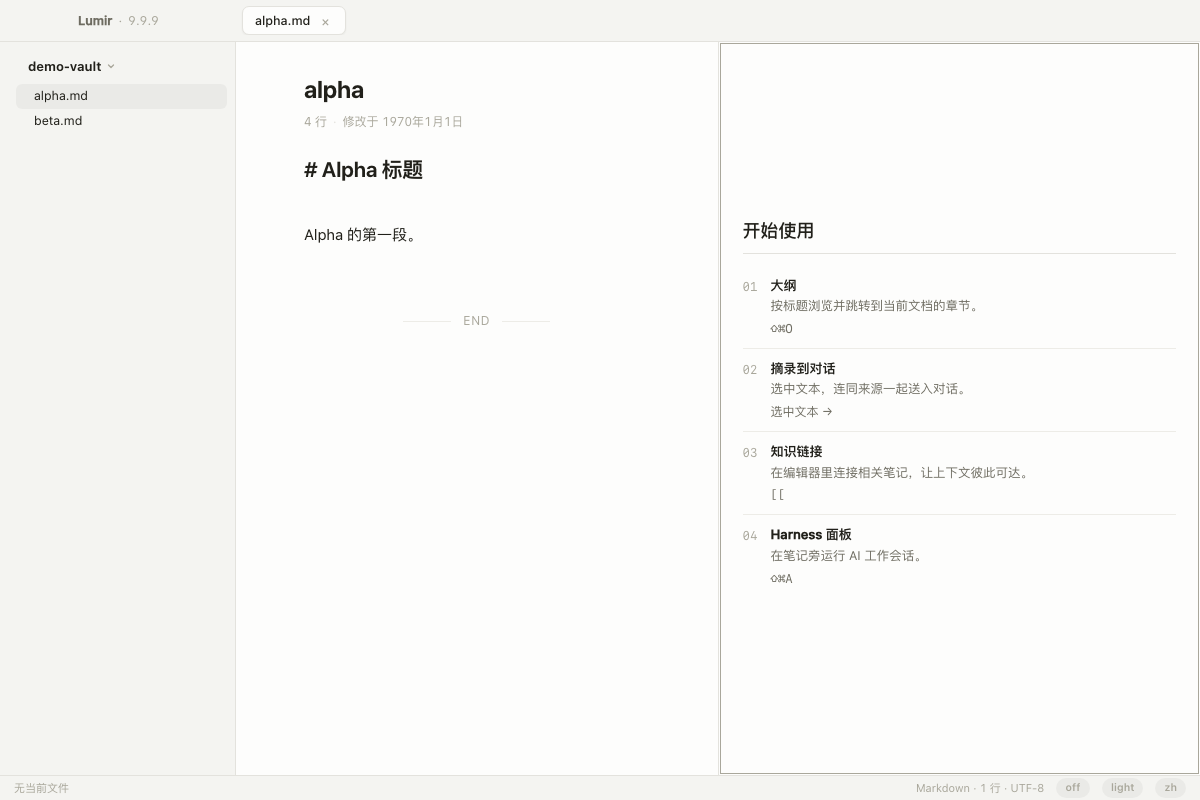 Lumir · 9.9.9
alpha.md ×
demo-vault
alpha.md
beta.md
alpha
4 行 · 修改于 1970年1月1日
# Alpha 标题
Alpha 的第一段。
END
开始使用
01 大纲
按标题浏览并跳转到当前文档的章节。
⇧⌘O
02 摘录到对话
选中文本，连同来源一起送入对话。
选中文本 →
03 知识链接
在编辑器里连接相关笔记，让上下文彼此可达。
[[
04 Harness 面板
在笔记旁运行 AI 工作会话。
⇧⌘A
无当前文件
Markdown · 1 行 · UTF-8 off light zh